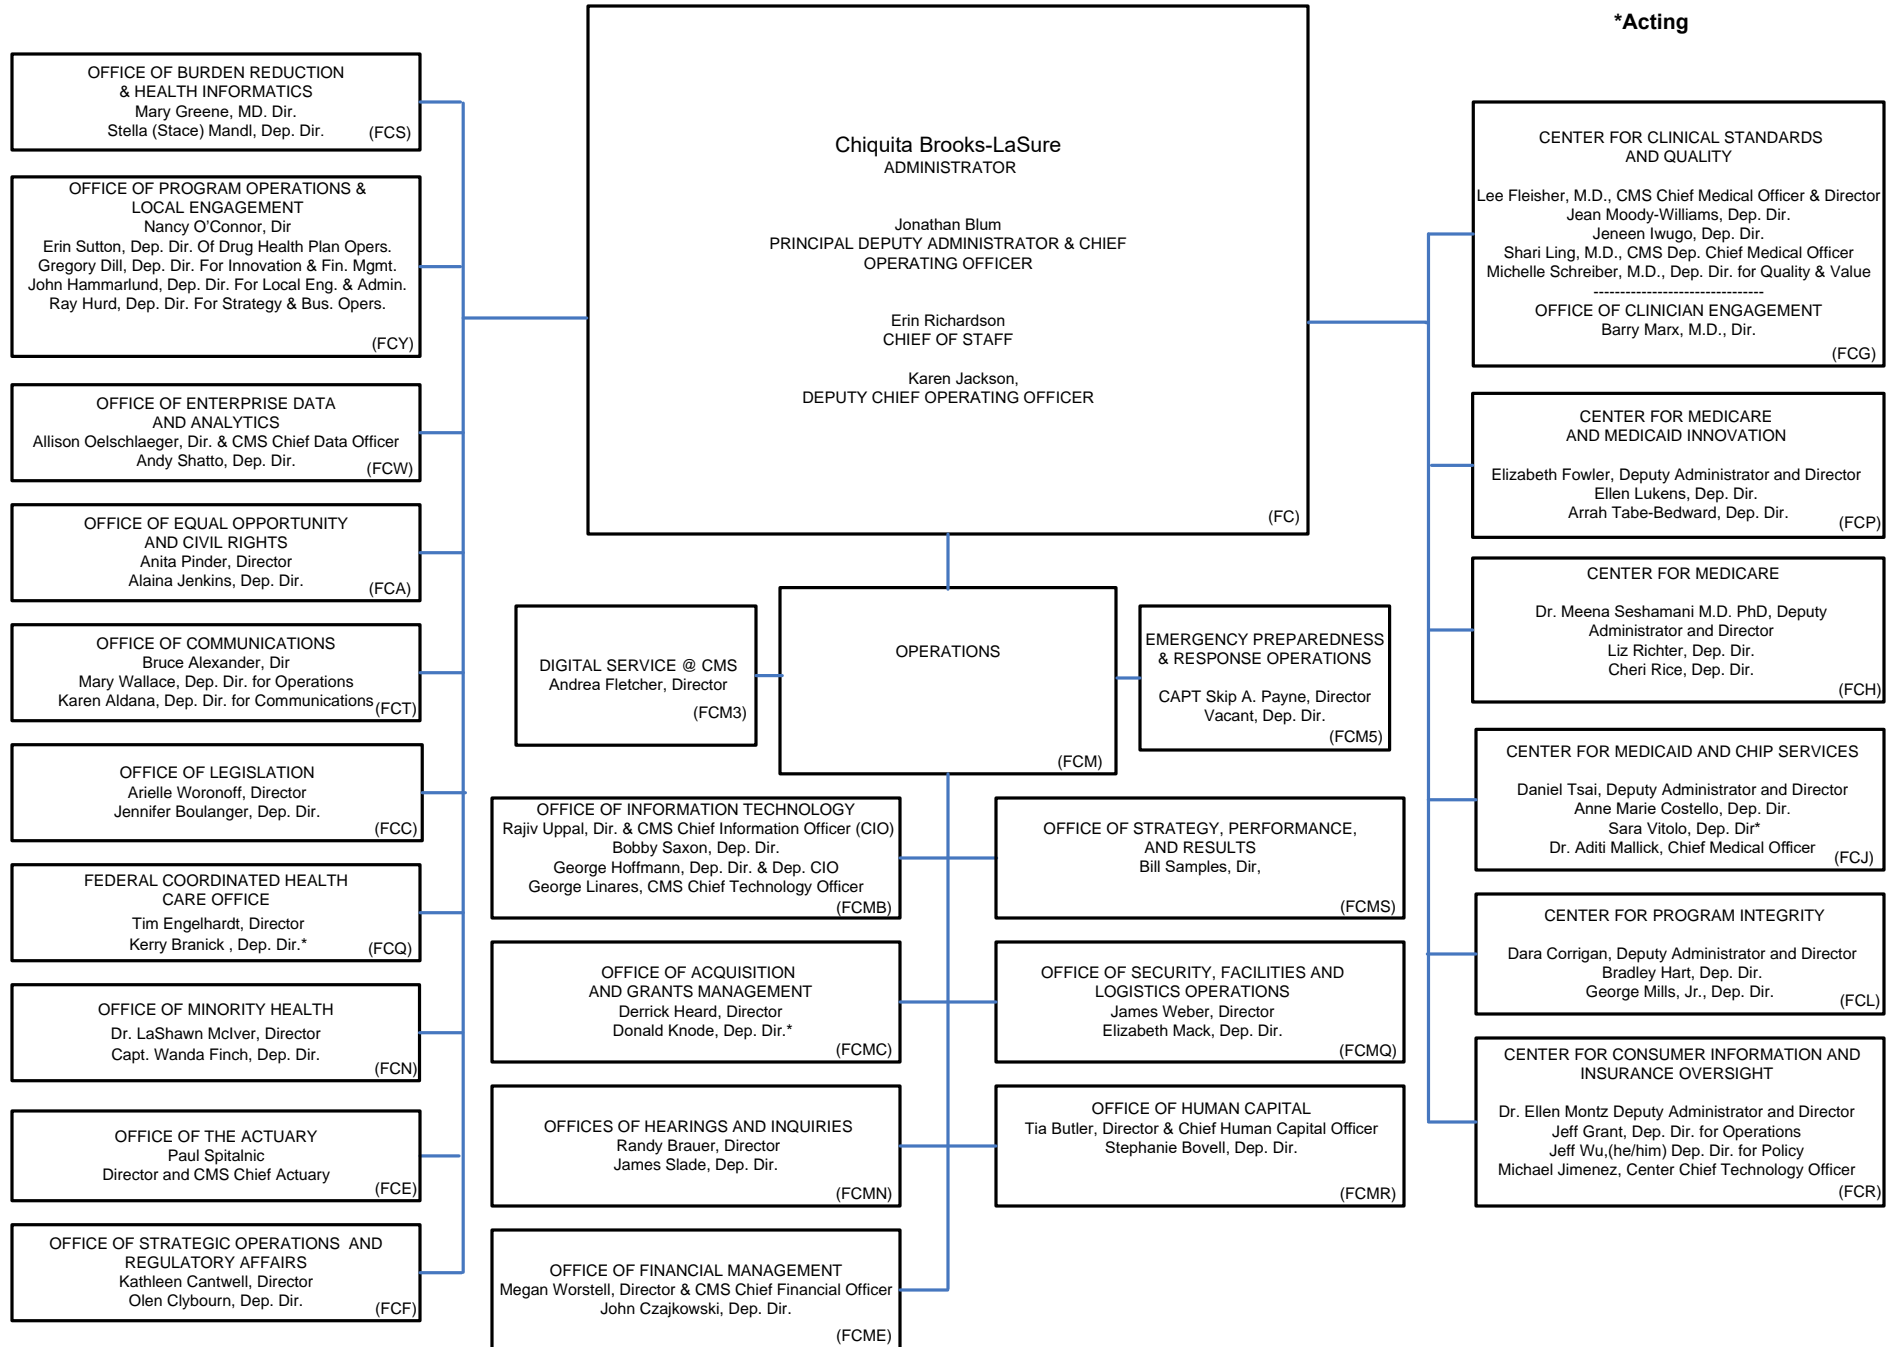 *Acting
OFFICE OF BURDEN REDUCTION
& HEALTH INFORMATICS
Mary Greene, MD. Dir.
Stella (Stace) Mandl, Dep. Dir.
(FCS)
OFFICE OF PROGRAM OPERATIONS &
LOCAL ENGAGEMENT
Nancy O'Connor, Dir
Erin Sutton, Dep. Dir. Of Drug Health Plan Opers.
Gregory Dill, Dep. Dir. For Innovation & Fin. Mgmt.
John Hammarlund, Dep. Dir. For Local Eng. & Admin.
Ray Hurd, Dep. Dir. For Strategy & Bus. Opers.
(FCY)
OFFICE OF ENTERPRISE DATA
AND ANALYTICS
Allison Oelschlaeger, Dir. & CMS Chief Data Officer
Andy Shatto, Dep. Dir.
(FCW)
OFFICE OF EQUAL OPPORTUNITY
AND CIVIL RIGHTS
Anita Pinder, Director
Alaina Jenkins, Dep. Dir.
(FCA)
OFFICE OF COMMUNICATIONS
Bruce Alexander, Dir
Mary Wallace, Dep. Dir. for Operations
Karen Aldana, Dep. Dir. for Communications
(FCT)
OFFICE OF LEGISLATION
Arielle Woronoff, Director
Jennifer Boulanger, Dep. Dir.
(FCC)
FEDERAL COORDINATED HEALTH
CARE OFFICE
Tim Engelhardt, Director
Kerry Branick , Dep. Dir.*
(FCQ)
OFFICE OF MINORITY HEALTH
Dr. LaShawn McIver, Director
Capt. Wanda Finch, Dep. Dir.
(FCN)
OFFICE OF THE ACTUARY
Paul Spitalnic
Director and CMS Chief Actuary
(FCE)
OFFICE OF STRATEGIC OPERATIONS AND
REGULATORY AFFAIRS
Kathleen Cantwell, Director
Olen Clybourn, Dep. Dir.
(FCF)
Chiquita Brooks-LaSure
ADMINISTRATOR
Jonathan Blum
PRINCIPAL DEPUTY ADMINISTRATOR & CHIEF
OPERATING OFFICER
Erin Richardson
CHIEF OF STAFF
Karen Jackson,
DEPUTY CHIEF OPERATING OFFICER
(FC)
DIGITAL SERVICE @ CMS
Andrea Fletcher, Director
(FCM3)
OPERATIONS
(FCM)
EMERGENCY PREPAREDNESS
& RESPONSE OPERATIONS
CAPT Skip A. Payne, Director
Vacant, Dep. Dir.
(FCM5)
OFFICE OF INFORMATION TECHNOLOGY
Rajiv Uppal, Dir. & CMS Chief Information Officer (CIO)
Bobby Saxon, Dep. Dir.
George Hoffmann, Dep. Dir. & Dep. CIO
George Linares, CMS Chief Technology Officer
(FCMB)
OFFICE OF STRATEGY, PERFORMANCE,
AND RESULTS
Bill Samples, Dir,
(FCMS)
OFFICE OF ACQUISITION
AND GRANTS MANAGEMENT
Derrick Heard, Director
Donald Knode, Dep. Dir.*
(FCMC)
OFFICE OF SECURITY, FACILITIES AND
LOGISTICS OPERATIONS
James Weber, Director
Elizabeth Mack, Dep. Dir.
(FCMQ)
OFFICES OF HEARINGS AND INQUIRIES
Randy Brauer, Director
James Slade, Dep. Dir.
(FCMN)
OFFICE OF HUMAN CAPITAL
Tia Butler, Director & Chief Human Capital Officer
Stephanie Bovell, Dep. Dir.
(FCMR)
OFFICE OF FINANCIAL MANAGEMENT
Megan Worstell, Director & CMS Chief Financial Officer
John Czajkowski, Dep. Dir.
(FCME)
CENTER FOR CLINICAL STANDARDS
AND QUALITY
Lee Fleisher, M.D., CMS Chief Medical Officer & Director
Jean Moody-Williams, Dep. Dir.
Jeneen Iwugo, Dep. Dir.
Shari Ling, M.D., CMS Dep. Chief Medical Officer
Michelle Schreiber, M.D., Dep. Dir. for Quality & Value
--------------------------------
OFFICE OF CLINICIAN ENGAGEMENT
Barry Marx, M.D., Dir.
(FCG)
CENTER FOR MEDICARE
AND MEDICAID INNOVATION
Elizabeth Fowler, Deputy Administrator and Director
Ellen Lukens, Dep. Dir.
Arrah Tabe-Bedward, Dep. Dir.
(FCP)
CENTER FOR MEDICARE
Dr. Meena Seshamani M.D. PhD, Deputy
Administrator and Director
Liz Richter, Dep. Dir.
Cheri Rice, Dep. Dir.
(FCH)
CENTER FOR MEDICAID AND CHIP SERVICES
Daniel Tsai, Deputy Administrator and Director
Anne Marie Costello, Dep. Dir.
Sara Vitolo, Dep. Dir*
Dr. Aditi Mallick, Chief Medical Officer
(FCJ)
CENTER FOR PROGRAM INTEGRITY
Dara Corrigan, Deputy Administrator and Director
Bradley Hart, Dep. Dir.
George Mills, Jr., Dep. Dir.
(FCL)
CENTER FOR CONSUMER INFORMATION AND
INSURANCE OVERSIGHT
Dr. Ellen Montz Deputy Administrator and Director
Jeff Grant, Dep. Dir. for Operations
Jeff Wu,(he/him) Dep. Dir. for Policy
Michael Jimenez, Center Chief Technology Officer
(FCR)